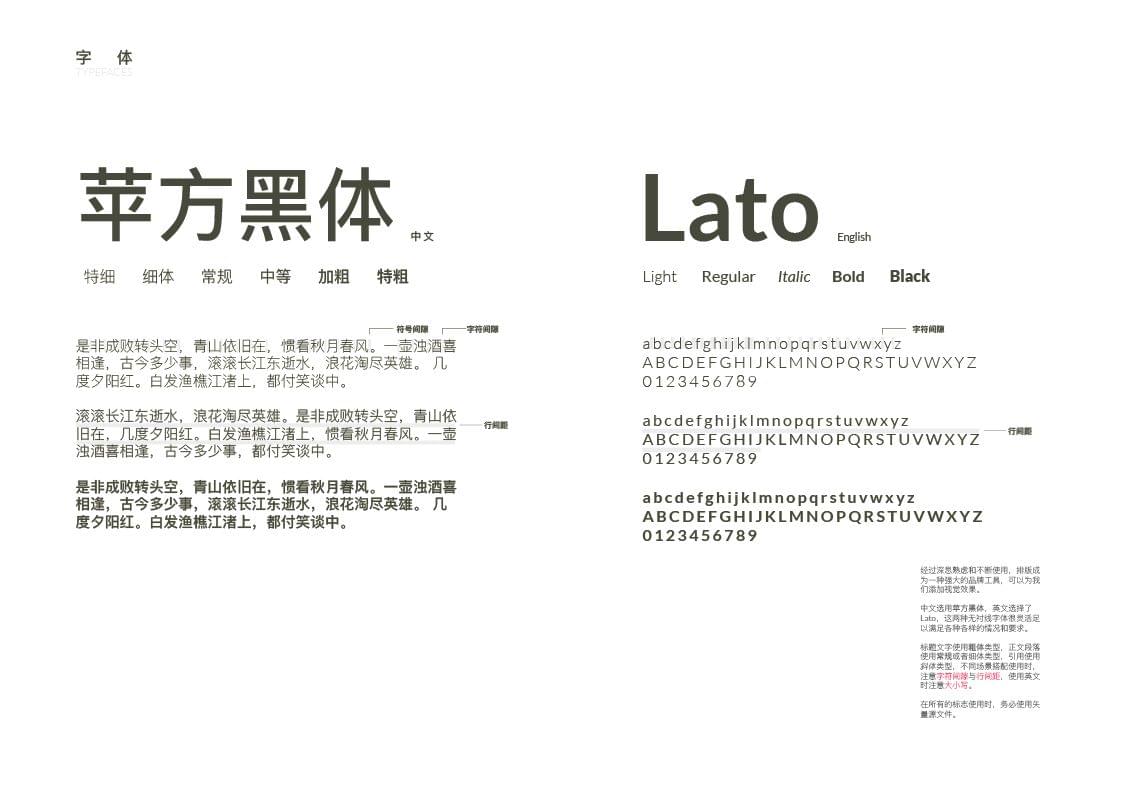 字 体
TYPEFACES
苹方黑体
中文
特细 细体 常规 中等 加粗 特粗
符号间隙 字符间隙
是非成败转头空，青山依旧在，惯看秋月春风。一壶浊酒喜
相逢，古今多少事，滚滚长江东逝水，浪花淘尽英雄。 几
度夕阳红。白发渔樵江渚上，都付笑谈中。
滚滚长江东逝水，浪花淘尽英雄。是非成败转头空，青山依
旧在，几度夕阳红。白发渔樵江渚上，惯看秋月春风。一壶
浊酒喜相逢，古今多少事，都付笑谈中。
行间距
是非成败转头空，青山依旧在，惯看秋月春风。一壶浊酒喜
相逢，古今多少事，滚滚长江东逝水，浪花淘尽英雄。 几
度夕阳红。白发渔樵江渚上，都付笑谈中。
Lato
English
Light Regular Italic Bold Black
字符间隙
abcdefghijklmnopqrstuvwxyz
ABCDEFGHIJKLMNOPQRSTUVWXYZ
0123456789
abcdefghijklmnopqrstuvwxyz
ABCDEFGHIJKLMNOPQRSTUVWXYZ
0123456789
行间距
abcdefghijklmnopqrstuvwxyz
ABCDEFGHIJKLMNOPQRSTUVWXYZ
0123456789
经过深思熟虑和不断使用，排版成
为一种强大的品牌工具，可以为我
们添加视觉效果。
中文选用苹方黑体，英文选择了
Lato，这两种无衬线字体很灵活足
以满足各种各样的情况和要求。
标题文字使用粗体类型，正文段落
使用常规或者细体类型，引用使用
斜体类型，不同场景搭配使用时，
注意字符间隙与行间距，使用英文
时注意大小写。
在所有的标志使用时，务必使用矢
量源文件。